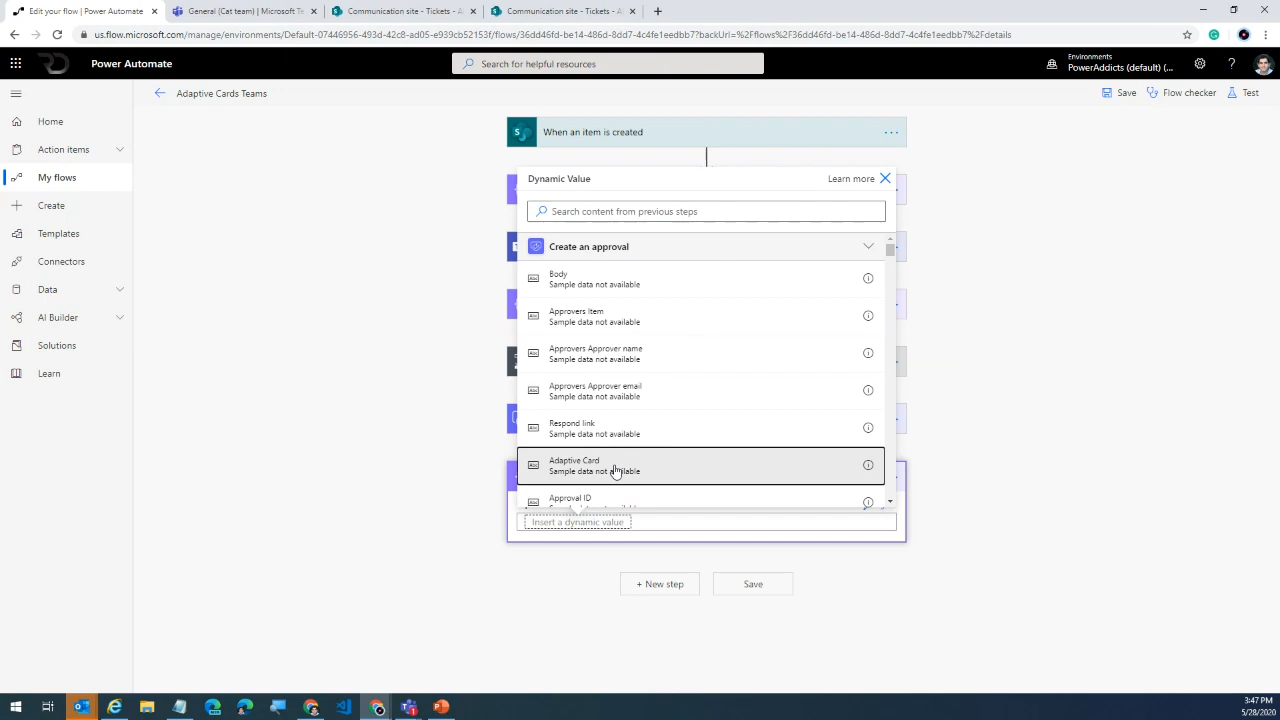 Edit your flow | Power Automate
General (Cat team) | Microsoft Te
Communication site - Tickets - Al
Communication site - Tickets - Al
us.flow.microsoft.com/manage/environments/Default-07446956-493d-42c8-ad05-e939cb52153f/flows/36dd46fd-be14-486d-8dd7-4c4fe1eedbb7?backUrl=%2Fflows%2F36dd46fd-be14-486d-8dd7-4c4fe1eedbb7%2Fdetails
Power Automate
Search for helpful resources
Environments
PowerAddicts (default) (...
Adaptive Cards Teams
Save
Flow checker
Test
Home
Action items
My flows
Create
Templates
Connectors
Data
AI Builder
Solutions
Learn
When an item is created
Dynamic Value
Learn more
Search content from previous steps
Create an approval
Body
Sample data not available
Approvers Item
Sample data not available
Approvers Approver name
Sample data not available
Approvers Approver email
Sample data not available
Respond link
Sample data not available
Adaptive Card
Sample data not available
Approval ID
Insert a dynamic value
+ New step
Save
3:47 PM
5/28/2020